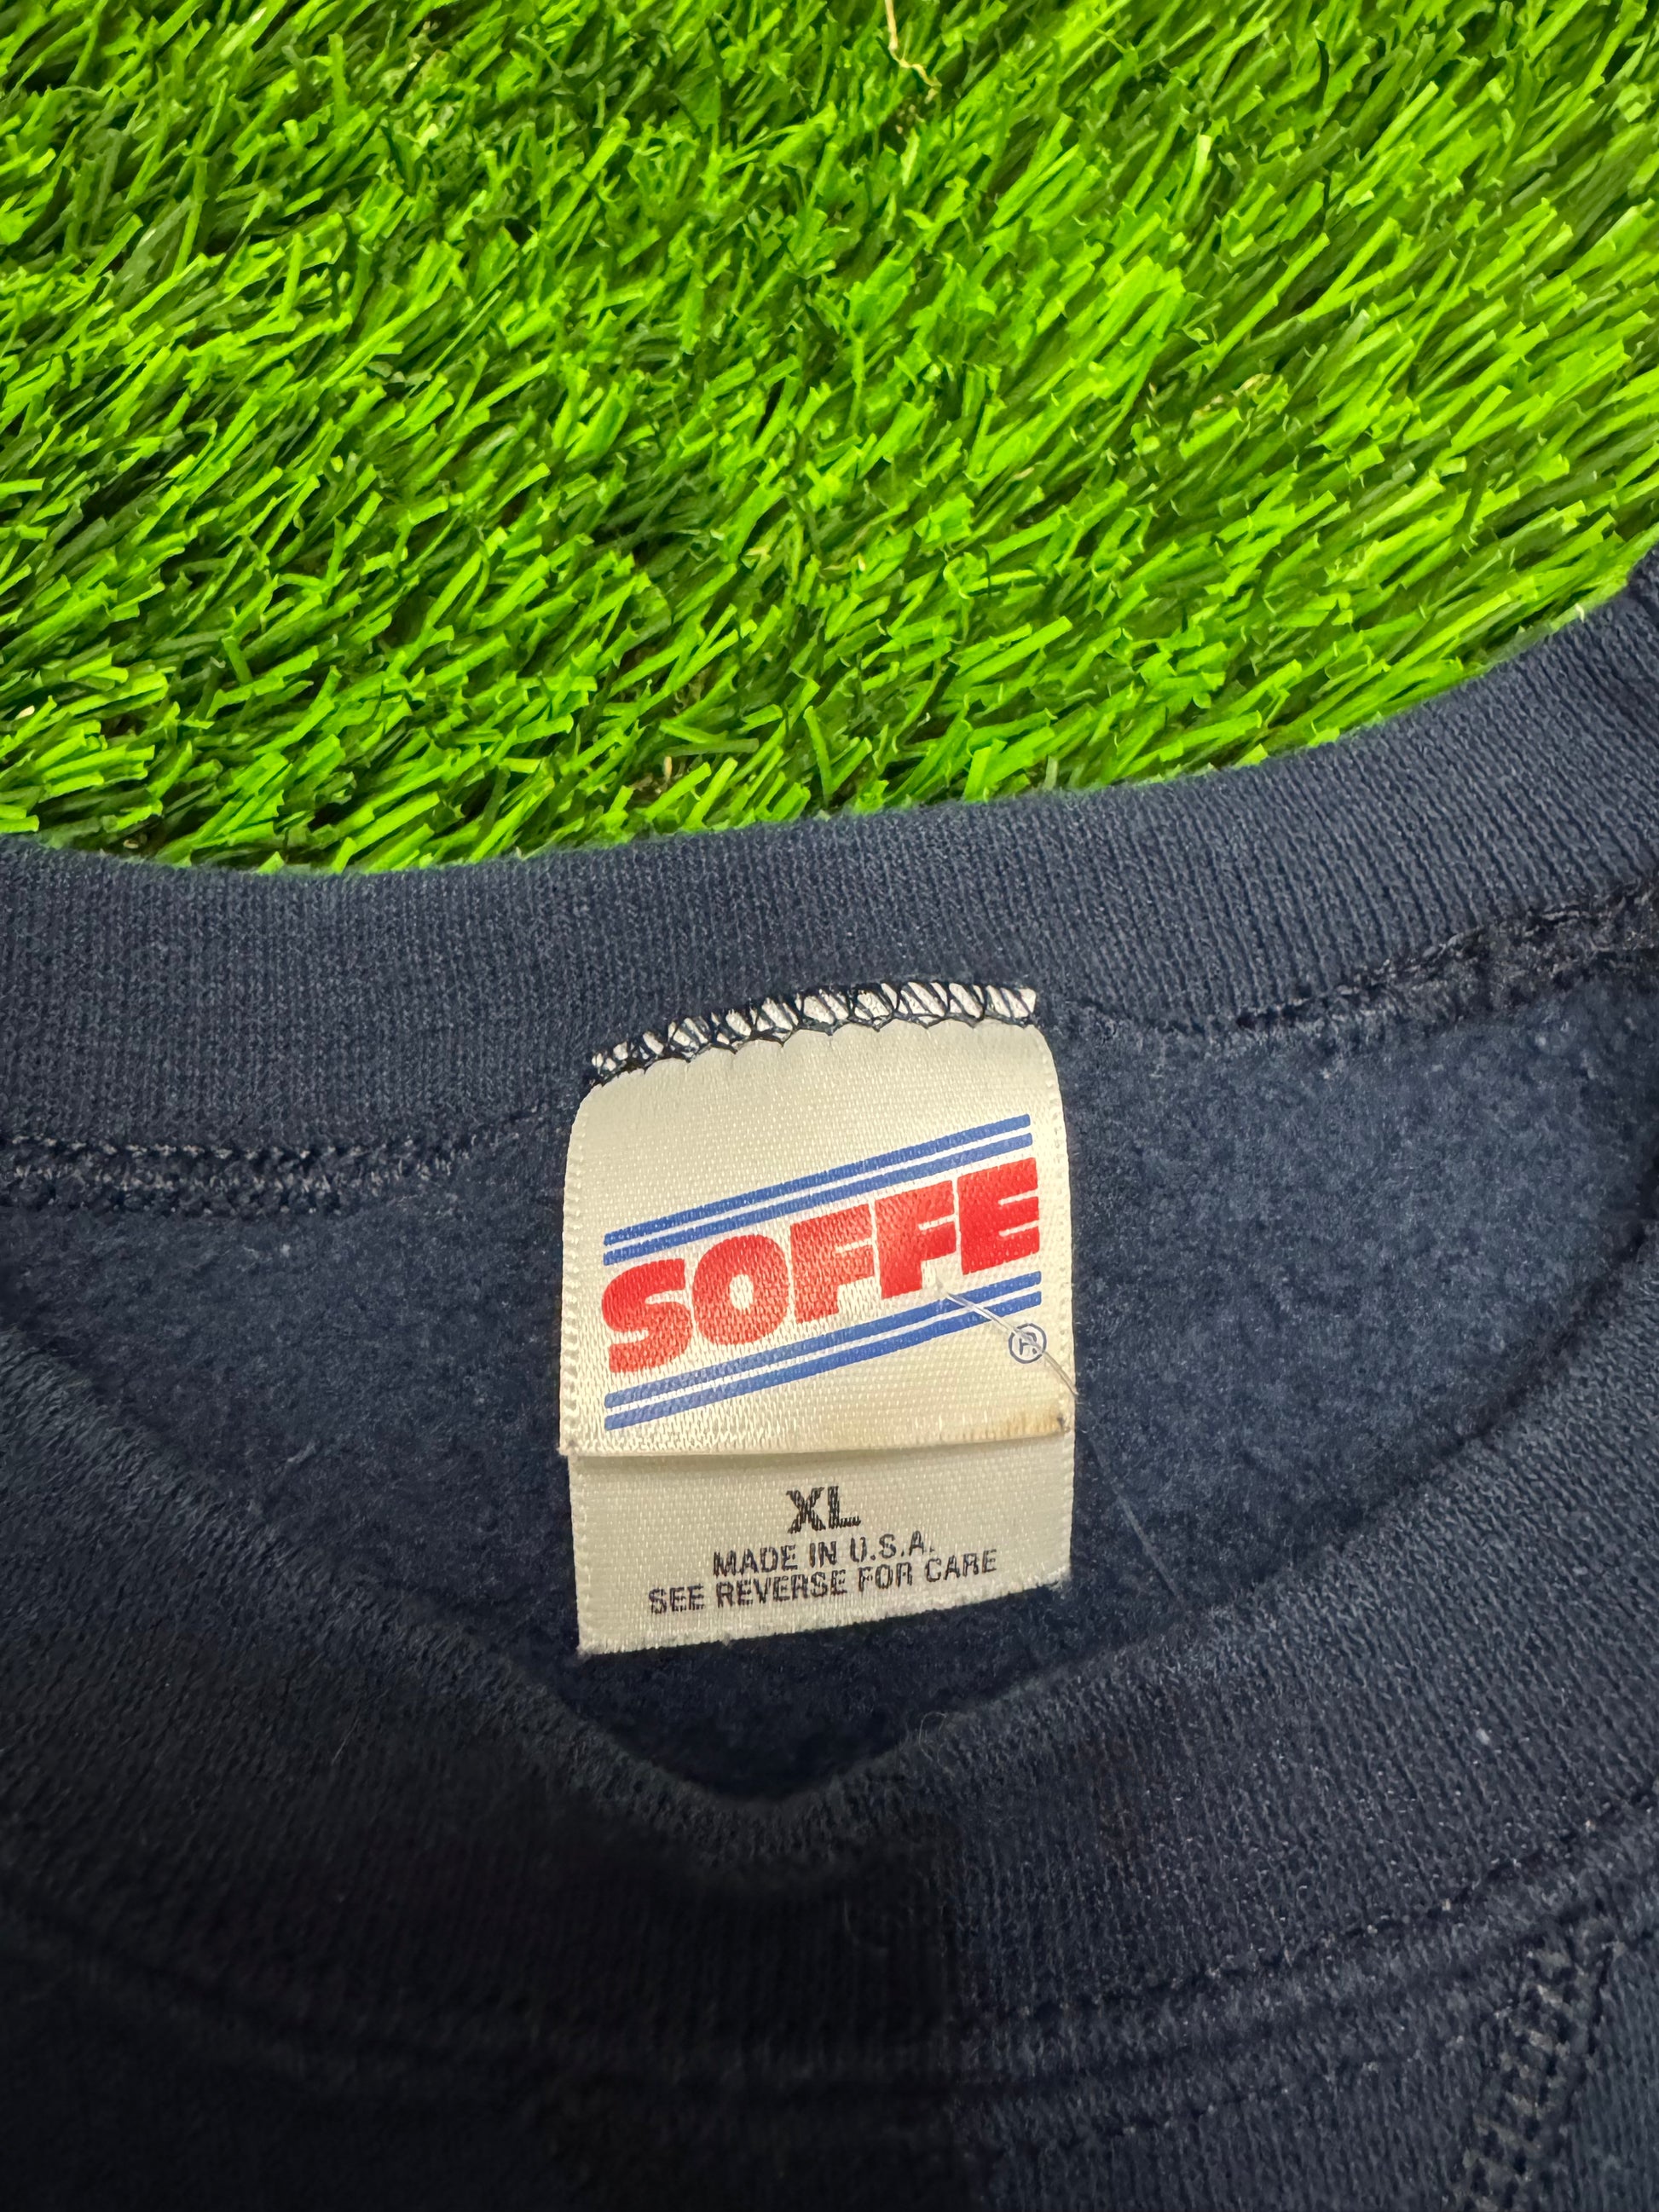 SOFFE
®
XL
MADE IN U.S.A.
SEE REVERSE FOR CARE